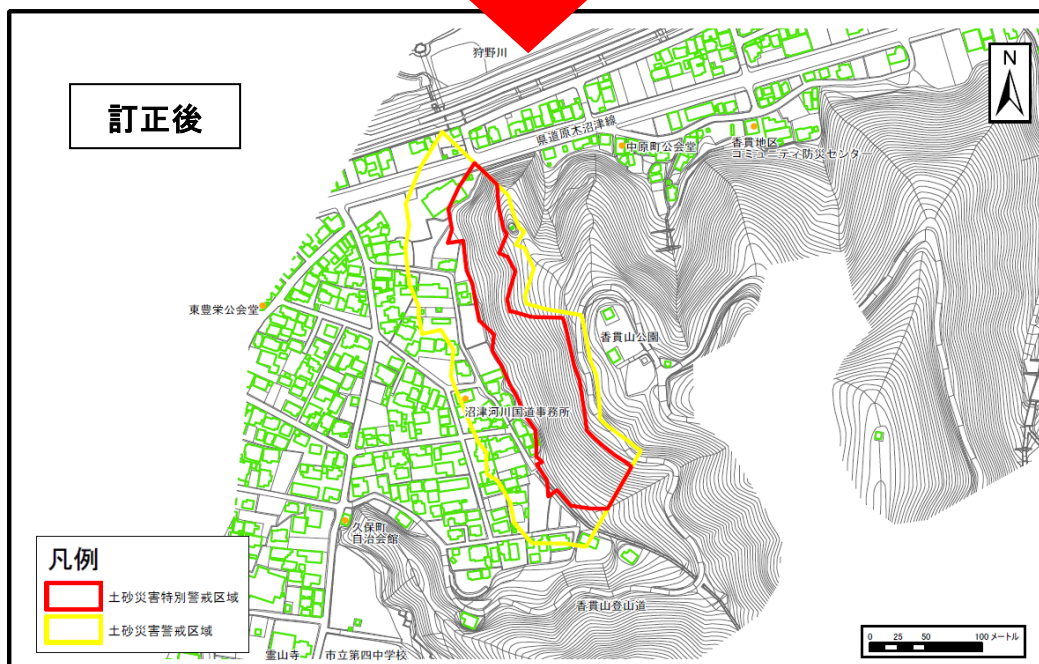 狩野川
N
訂正後
県道原木沼津線
中原町公会堂
香貫地区
コミュニティ防災センター
東豊栄公会堂
香貫山公園
沼津河川国道事務所
久保町
自治会館
凡例
土砂災害特別警戒区域
土砂災害警戒区域
香貫山登山道
0 25 50 100 メートル
霊山寺
市立第四中学校